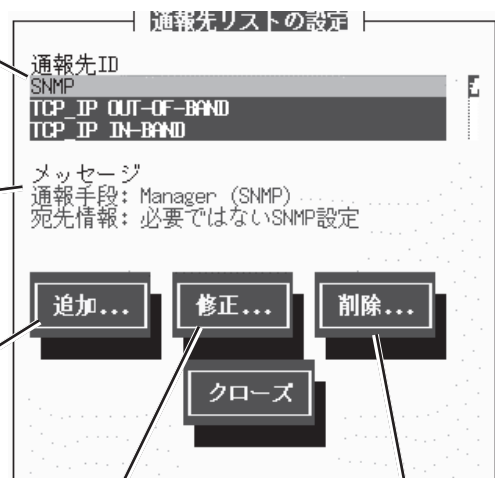 通報先リストの設定
通報先ID
SNMP
TCP_IP OUT-OF-BAND
TCP_IP IN-BAND
メッセージ
通報手段: Manager (SNMP)
宛先情報: 必要ではないSNMP設定
追加...
修正...
削除...
クローズ